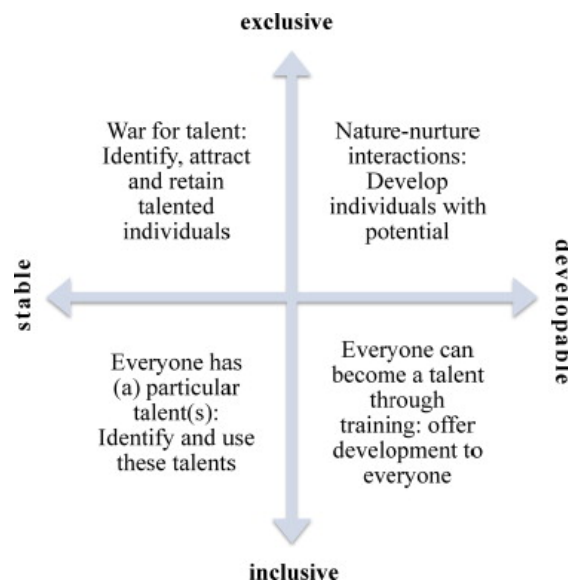 exclusive
War for talent:
Identify, attract
and retain
talented
individuals
Nature-nurture
interactions:
Develop
individuals with
potential
stable
developable
Everyone has
(a) particular
talent(s):
Identify and use
these talents
Everyone can
become a talent
through
training: offer
development to
everyone
inclusive